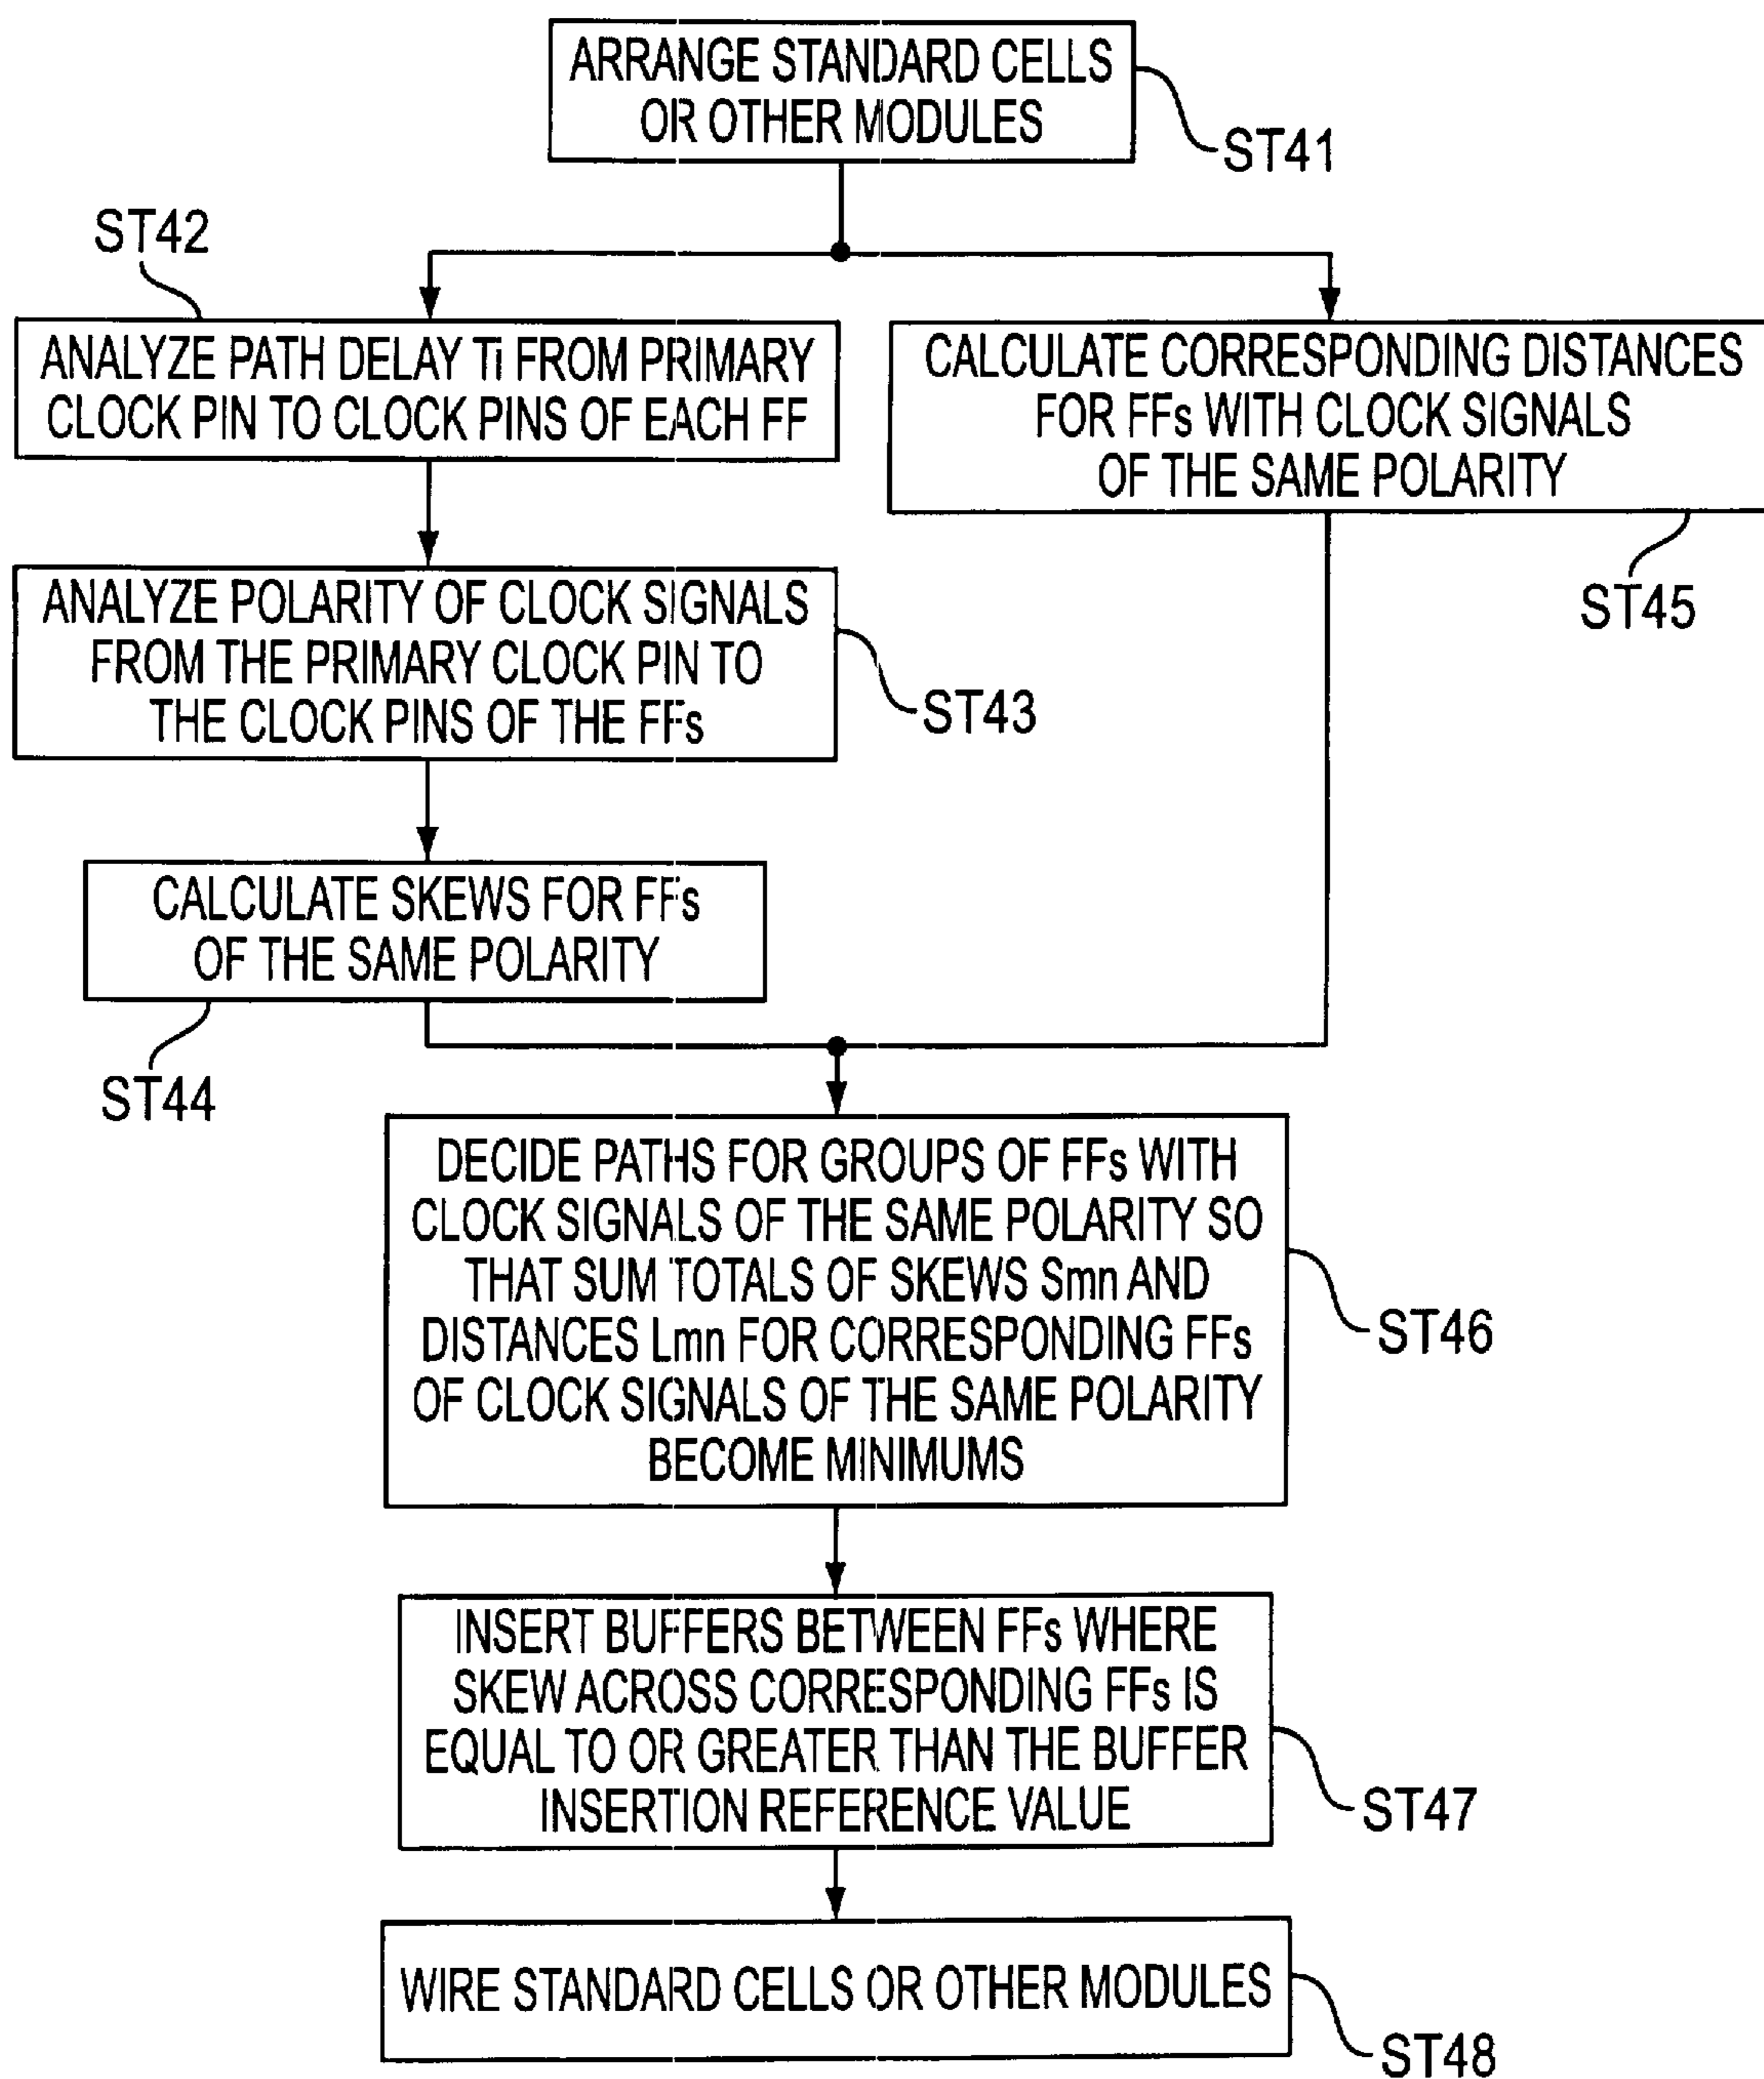 ARRANGE STANDARD CELLS
OR OTHER MODULES
ST41
ST42
ANALYZE PATH DELAY Ti FROM PRIMARY
CLOCK PIN TO CLOCK PINS OF EACH FF
CALCULATE CORRESPONDING DISTANCES
FOR FFs WITH CLOCK SIGNALS
OF THE SAME POLARITY
ST45
ANALYZE POLARITY OF CLOCK SIGNALS
FROM THE PRIMARY CLOCK PIN TO
THE CLOCK PINS OF THE FFs
ST43
CALCULATE SKEWS FOR FFs
OF THE SAME POLARITY
ST44
DECIDE PATHS FOR GROUPS OF FFs WITH
CLOCK SIGNALS OF THE SAME POLARITY SO
THAT SUM TOTALS OF SKEWS Smn AND
DISTANCES Lmn FOR CORRESPONDING FFs
OF CLOCK SIGNALS OF THE SAME POLARITY
BECOME MINIMUMS
ST46
INSERT BUFFERS BETWEEN FFs WHERE
SKEW ACROSS CORRESPONDING FFs IS
EQUAL TO OR GREATER THAN THE BUFFER
INSERTION REFERENCE VALUE
ST47
WIRE STANDARD CELLS OR OTHER MODULES
ST48